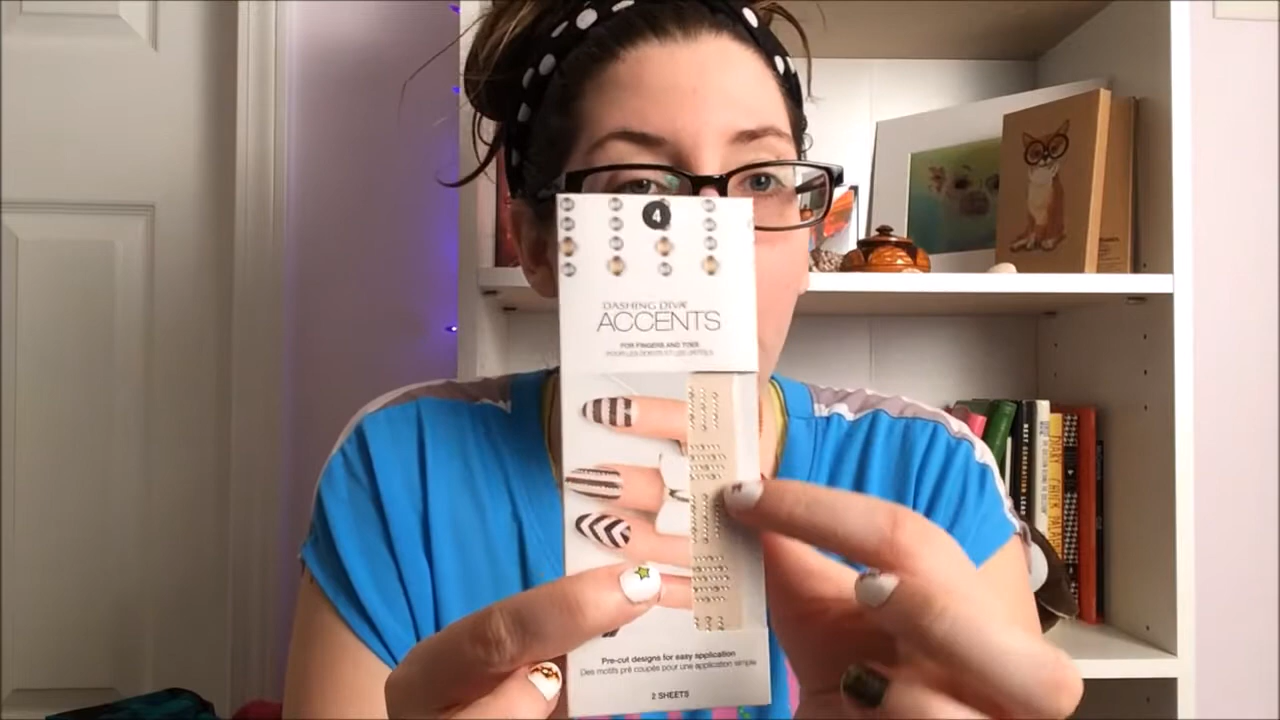 4
DASHING DIVA
ACCENTS
FOR FINGERS AND TOES
POUR LES DOIGTS ET LES ORTEILS
Pre-cut designs for easy application
Des motifs pré coupés pour une application simple
2 SHEETS